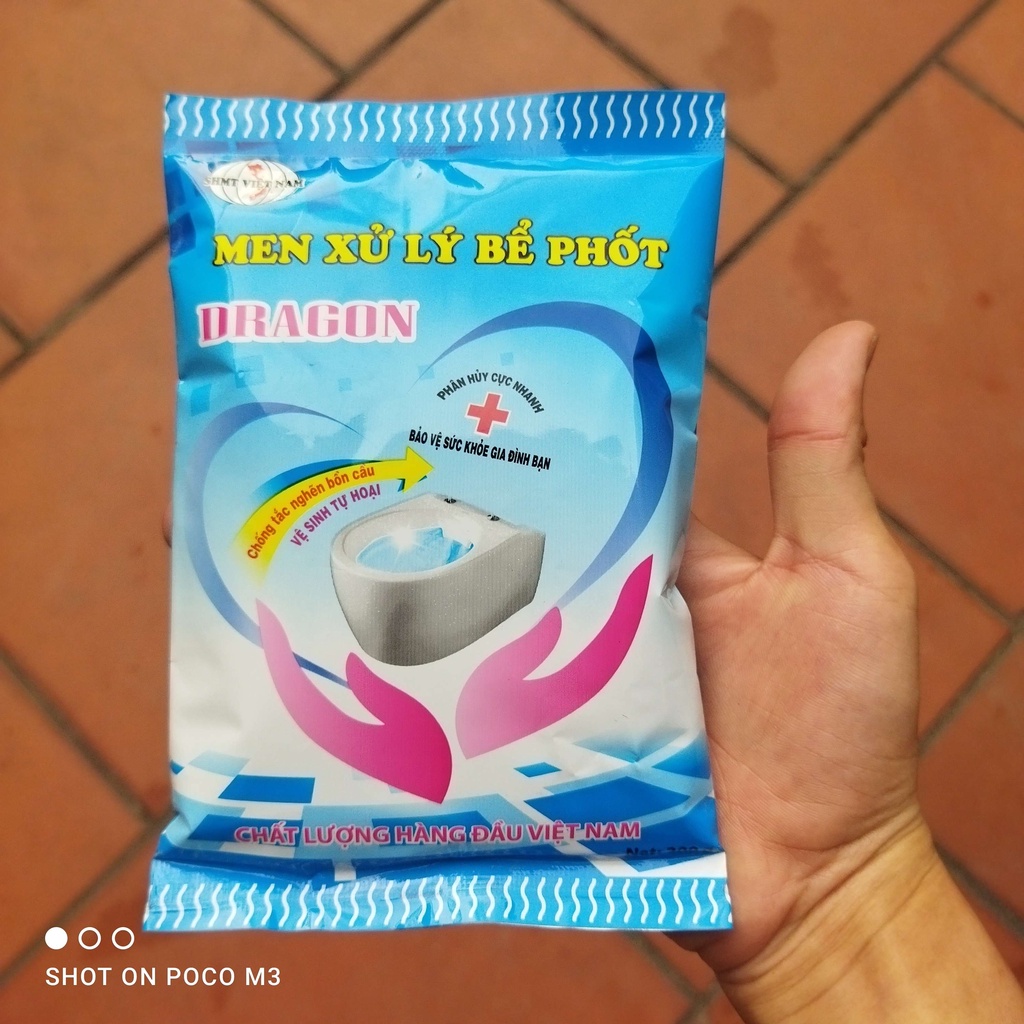 SHMT VIỆT NAM
MEN XỬ LÝ BỂ PHỐT
DRAGON
PHÂN HỦY CỰC NHANH
BẢO VỆ SỨC KHỎE GIA ĐÌNH BẠN
Chống tắc nghẽn bồn cầu
VỆ SINH TỰ HOẠI
CHẤT LƯỢNG HÀNG ĐẦU VIỆT NAM
Net:
SHOT ON POCO M3